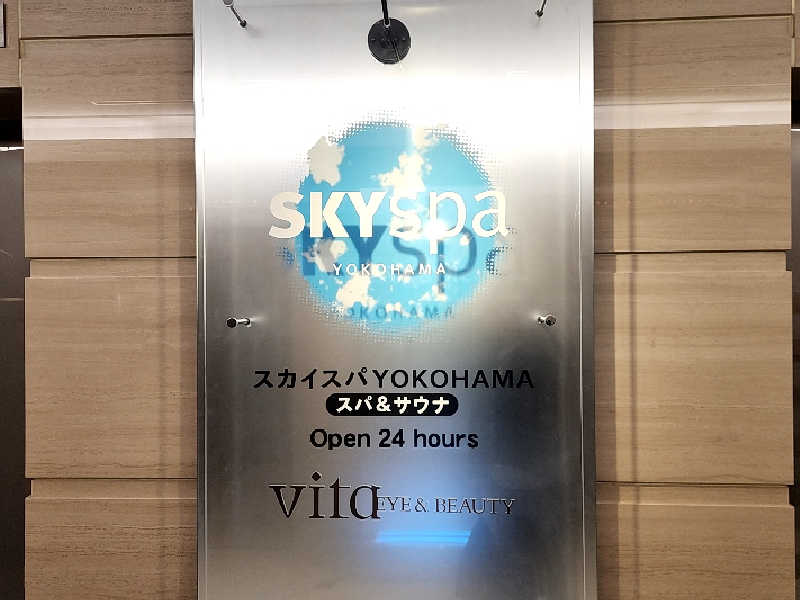 SKYspa
YOKOHAMA
スカイスパYOKOHAMA
スパ&サウナ
Open 24 hours
vita EYE & BEAUTY